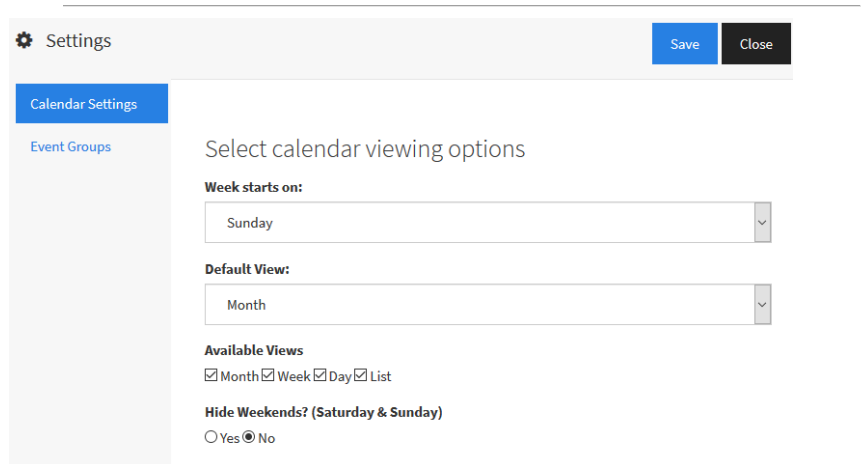 Settings
Save Close
Calendar Settings
Event Groups
Select calendar viewing options
Week starts on:
Sunday
Default View:
Month
Available Views
Month Week Day List
Hide Weekends? (Saturday & Sunday)
Yes No